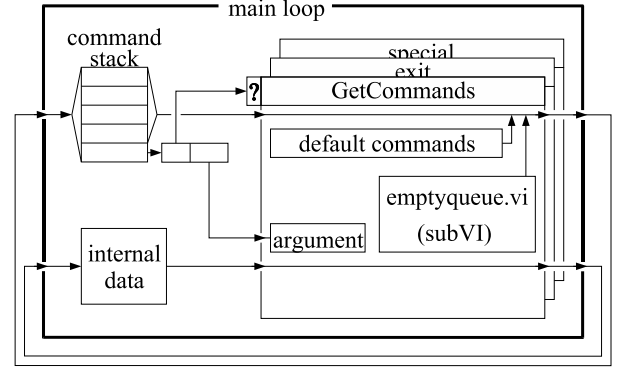 main loop
command
stack
special
exit
?
GetCommands
default commands
emptyqueue.vi
(subVI)
argument
internal
data